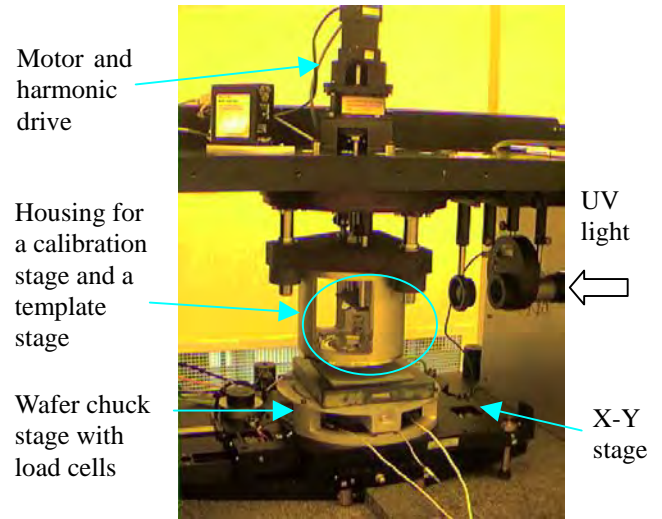 Motor and
harmonic
drive
Housing for
a calibration
stage and a
template
stage
Wafer chuck
stage with
load cells
UV
light
X-Y
stage